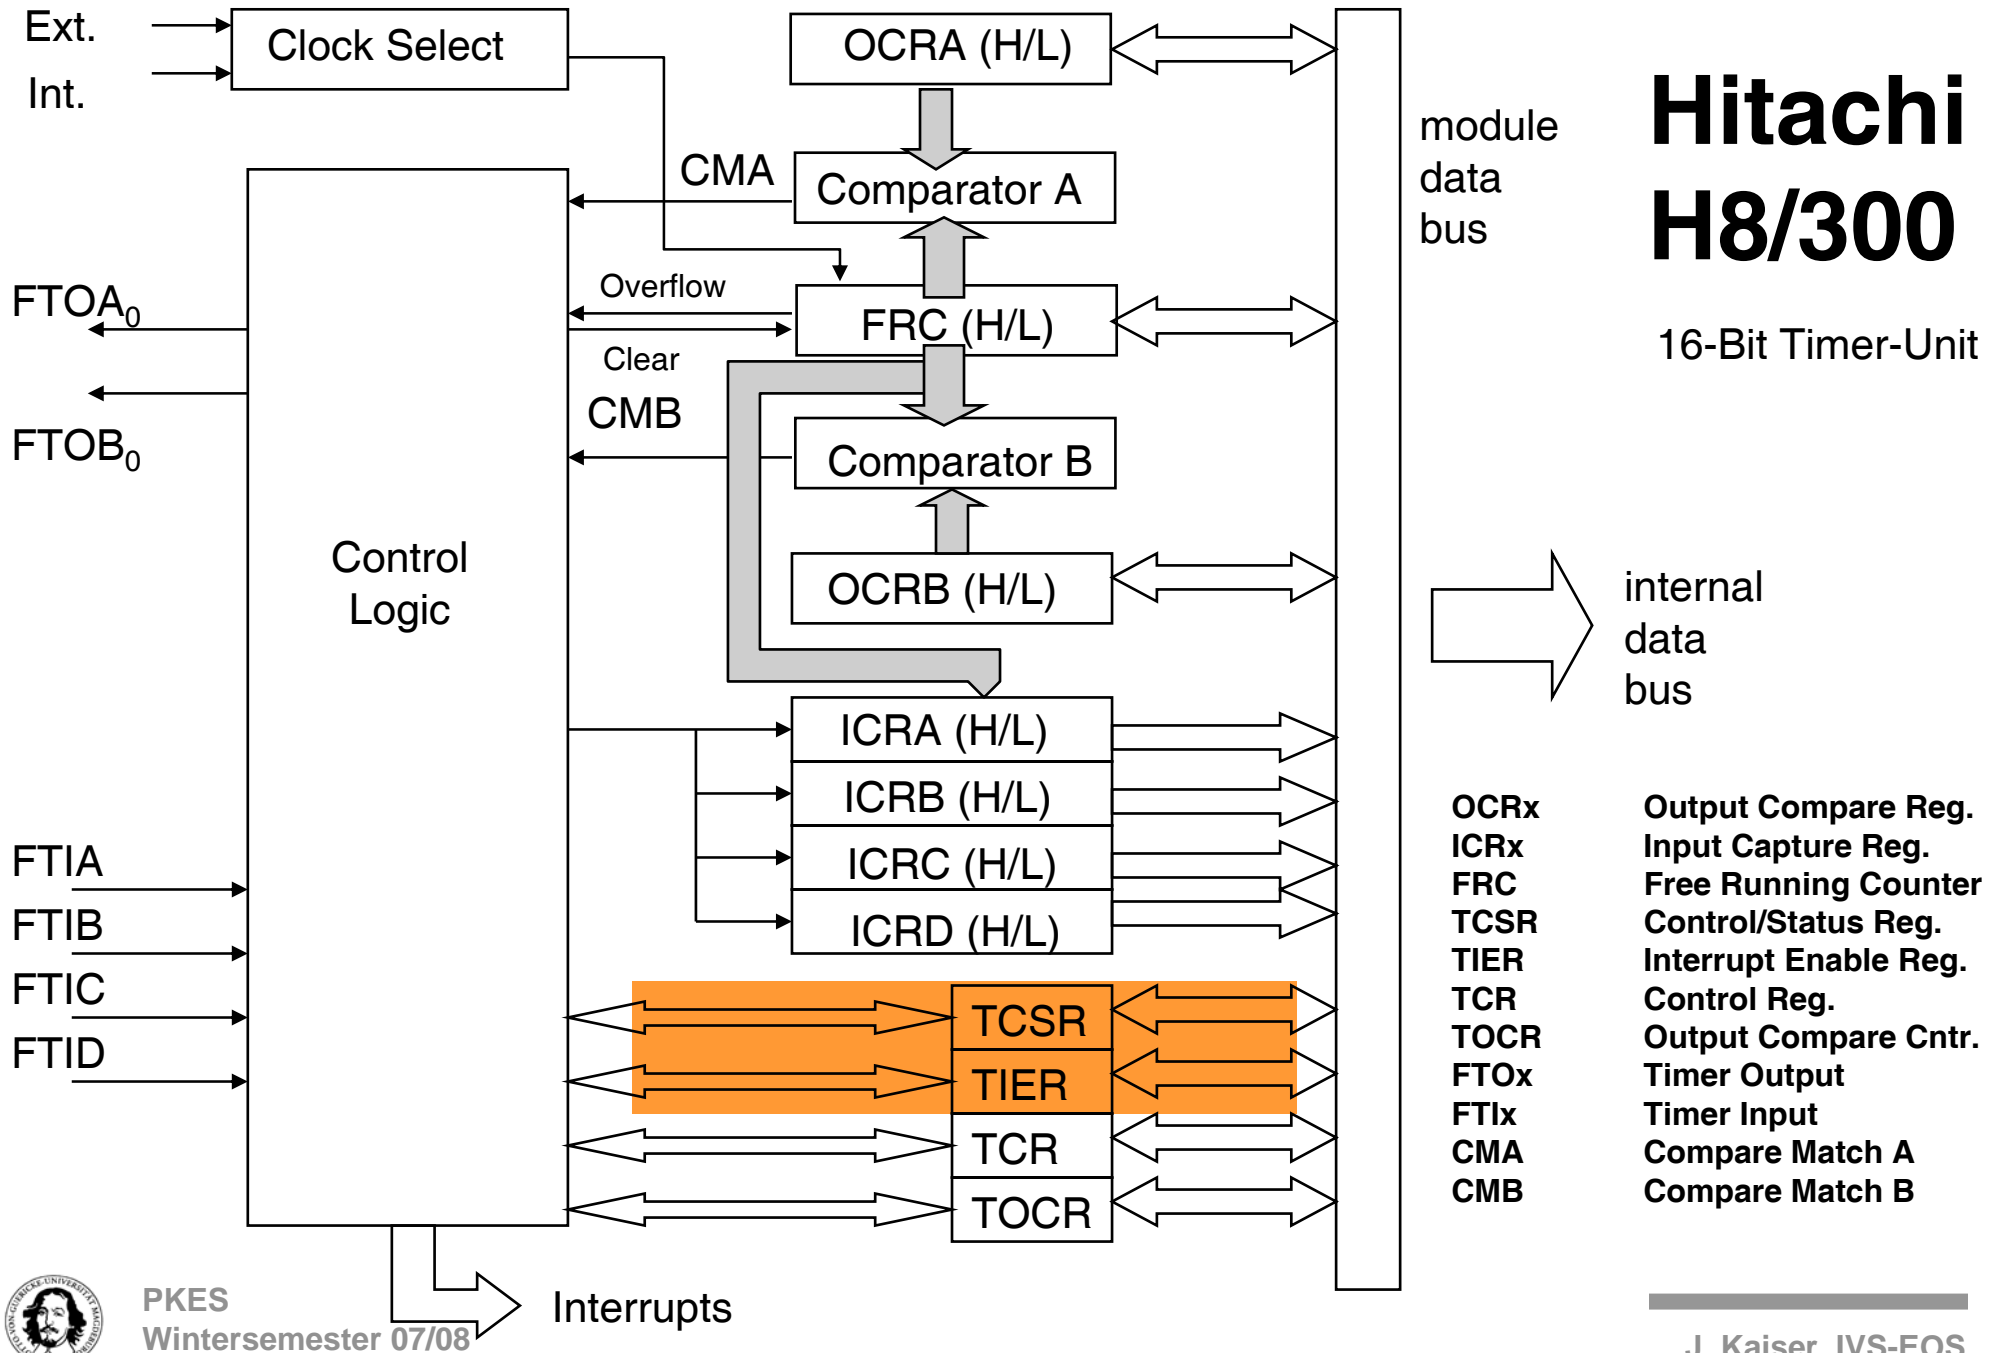 Ext.
Int.
Clock Select
OCRA (H/L)
module
data
bus
Hitachi
H8/300
16-Bit Timer-Unit
CMA
Comparator A
Overflow
FRC (H/L)
Clear
FTOA0
FTOB0
CMB
Comparator B
Control
Logic
OCRB (H/L)
internal
data
bus
ICRA (H/L)
ICRB (H/L)
ICRC (H/L)
ICRD (H/L)
FTIA
FTIB
FTIC
FTID
TCSR
TIER
TCR
TOCR
OCRx Output Compare Reg.
ICRx Input Capture Reg.
FRC Free Running Counter
TCSR Control/Status Reg.
TIER Interrupt Enable Reg.
TCR Control Reg.
TOCR Output Compare Cntr.
FTOx Timer Output
FTIx Timer Input
CMA Compare Match A
CMB Compare Match B
Interrupts
PKES
Wintersemester 07/08
J. Kaiser, IVS-EOS